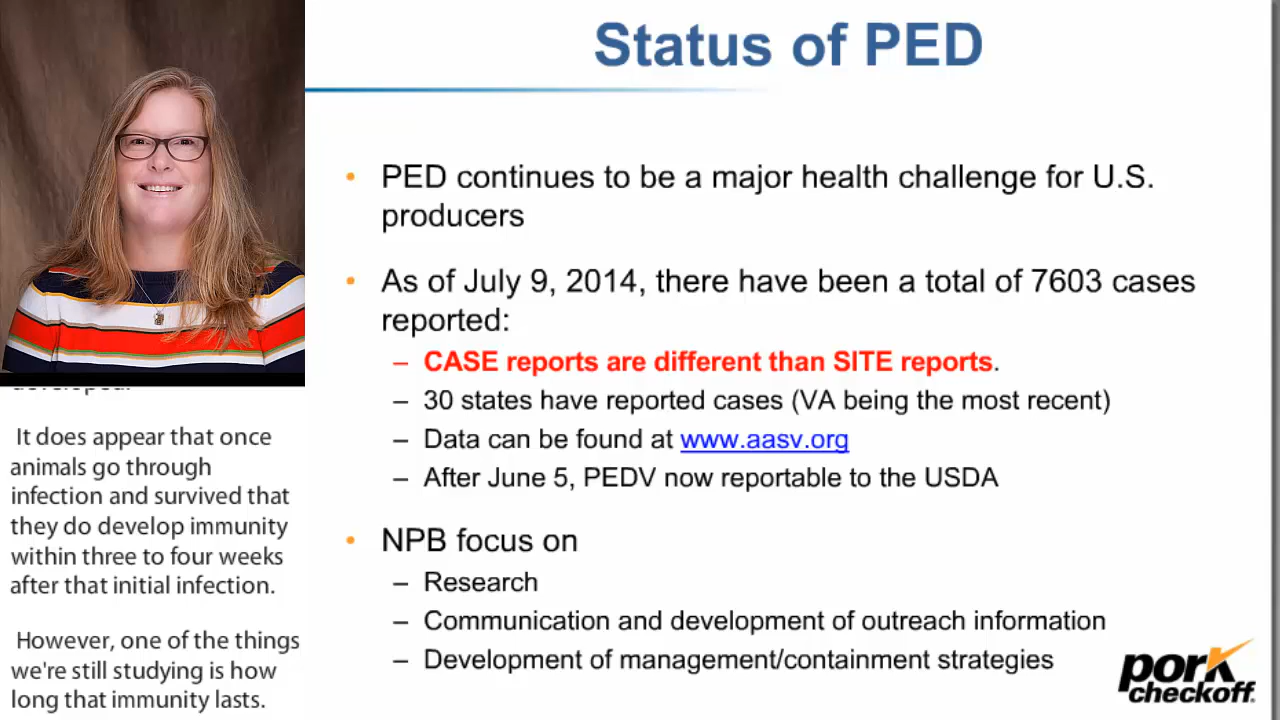 Status of PED
• PED continues to be a major health challenge for U.S.
producers
• As of July 9, 2014, there have been a total of 7603 cases
reported:
– CASE reports are different than SITE reports.
– 30 states have reported cases (VA being the most recent)
– Data can be found at www.aasv.org
– After June 5, PEDV now reportable to the USDA
• NPB focus on
– Research
– Communication and development of outreach information
– Development of management/containment strategies
pork
checkoff.
It does appear that once
animals go through
infection and survived that
they do develop immunity
within three to four weeks
after that initial infection.
However, one of the things
we're still studying is how
long that immunity lasts.